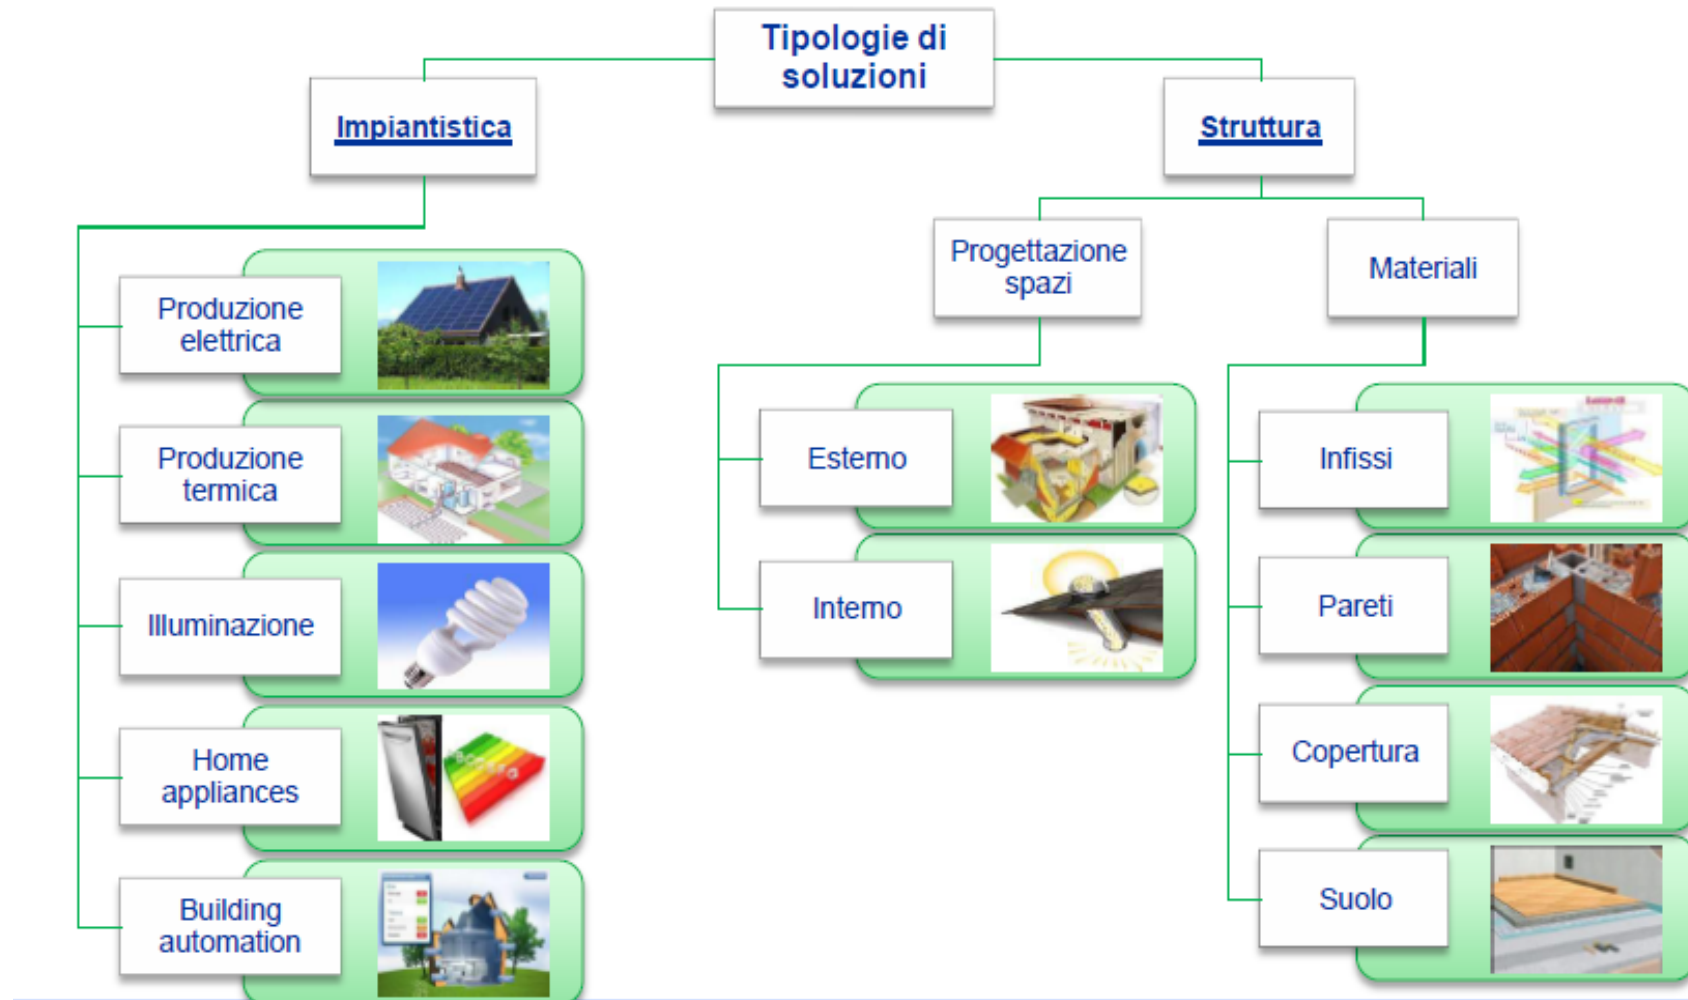 Tipologie di
soluzioni
Impiantistica
Struttura
Progettazione
spazi
Materiali
Produzione
elettrica
Produzione
termica
Illuminazione
Home
appliances
Building
automation
Esterno
Interno
Infissi
Pareti
Copertura
Suolo